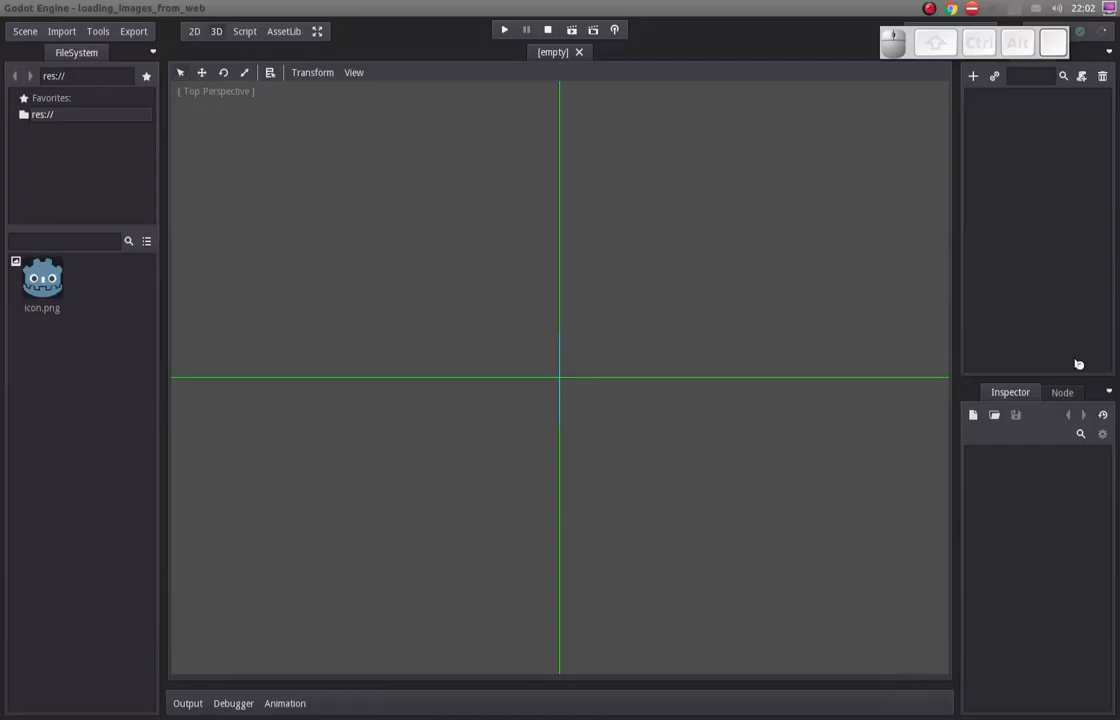 Godot Engine - loading_images_from_web
22:02
Scene Import Tools Export
2D 3D Script AssetLib
Ctrl Alt
FileSystem
[empty]
res://
Transform View
[ Top Perspective ]
Favorites:
res://
icon.png
Inspector Node
Output Debugger Animation